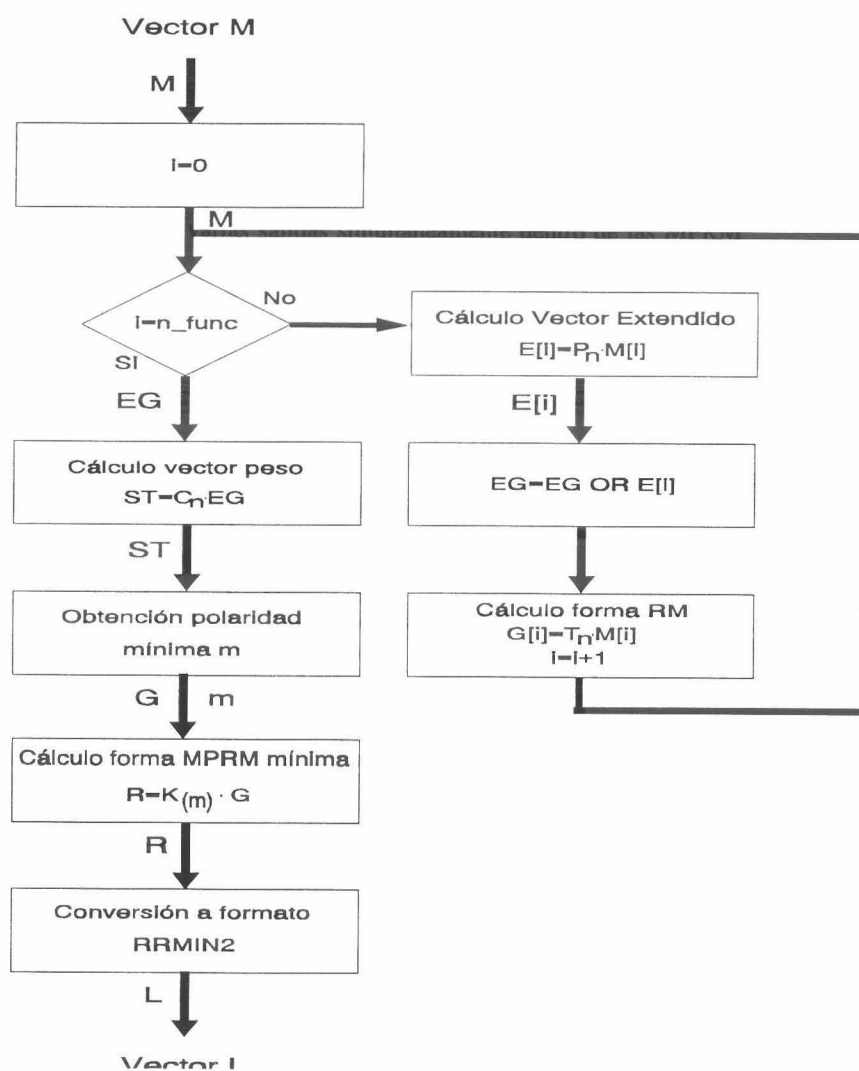 Vector M
M
i=0
M
i=n_func
No
SI
EG
Cálculo Vector Extendido
E[i]=Pn·M[i]
E[i]
EG=EG OR E[i]
Cálculo forma RM
G[i]=Tn·M[i]
i=i+1
Cálculo vector peso
ST=Cn·EG
ST
Obtención polaridad
mínima m
G m
Cálculo forma MPRM mínima
R=K(m) · G
R
Conversión a formato
RRMIN2
L
Vector